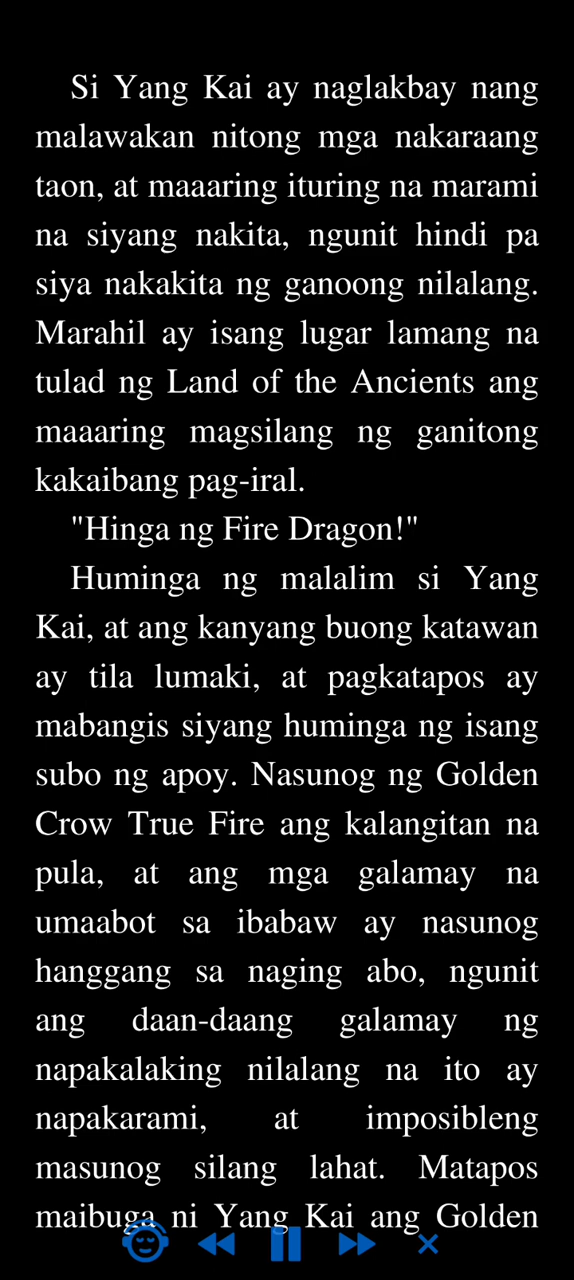 Si Yang Kai ay naglakbay nang
malawakan nitong mga nakaraang
taon, at maaaring ituring na marami
na siyang nakita, ngunit hindi pa
siya nakakita ng ganoong nilalang.
Marahil ay isang lugar lamang na
tulad ng Land of the Ancients ang
maaaring magsilang ng ganitong
kakaibang pag-iral.
"Hinga ng Fire Dragon!"
Huminga ng malalim si Yang
Kai, at ang kanyang buong katawan
ay tila lumaki, at pagkatapos ay
mabangis siyang huminga ng isang
subo ng apoy. Nasunog ng Golden
Crow True Fire ang kalangitan na
pula, at ang mga galamay na
umaabot sa ibabaw ay nasunog
hanggang sa naging abo, ngunit
ang daan-daang galamay ng
napakalaking nilalang na ito ay
napakarami, at imposibleng
masunog silang lahat. Matapos
maibuga ni Yang Kai ang Golden